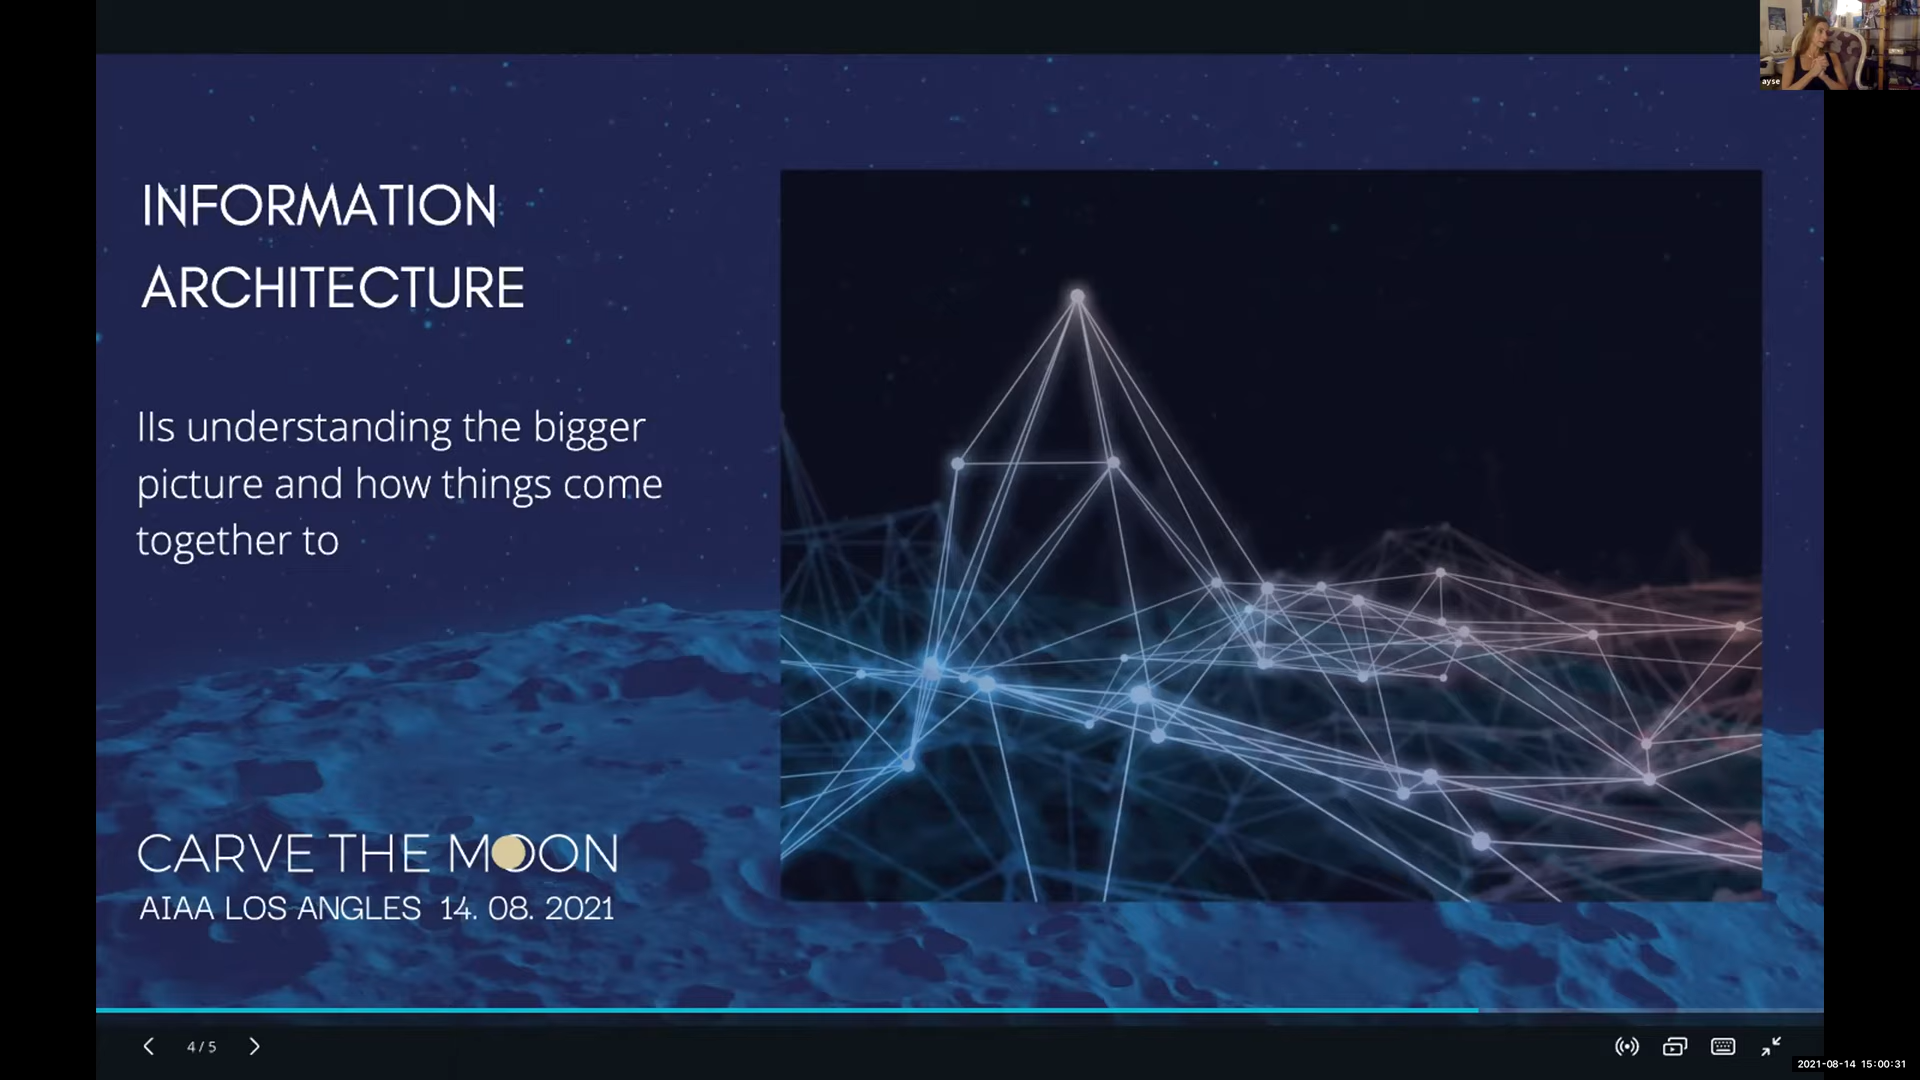 ayse
INFORMATION
ARCHITECTURE
IIs understanding the bigger
picture and how things come
together to
CARVE THE MOON
AIAA LOS ANGLES 14. 08. 2021
4 / 5
2021-08-14 15:00:31